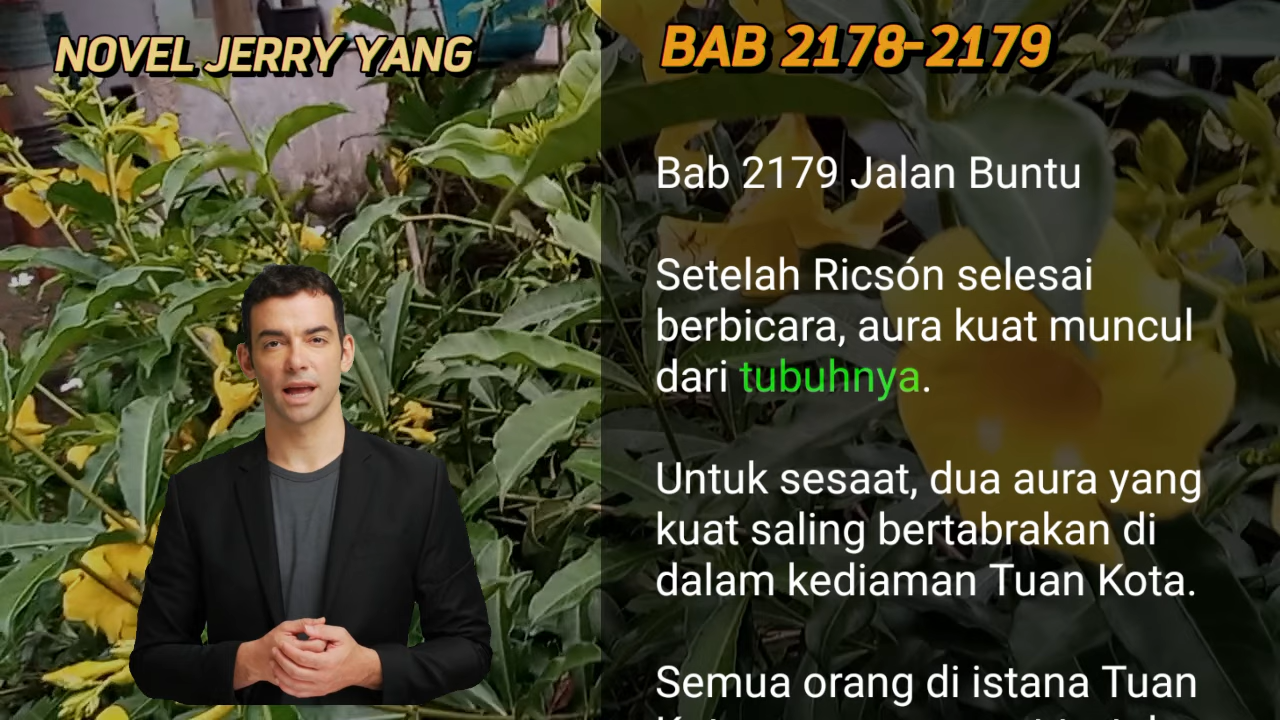 NOVEL JERRY YANG
BAB 2178-2179
Bab 2179 Jalan Buntu
Setelah Ricsón selesai
berbicara, aura kuat muncul
dari tubuhnya.
Untuk sesaat, dua aura yang
kuat saling bertabrakan di
dalam kediaman Tuan Kota.
Semua orang di istana Tuan